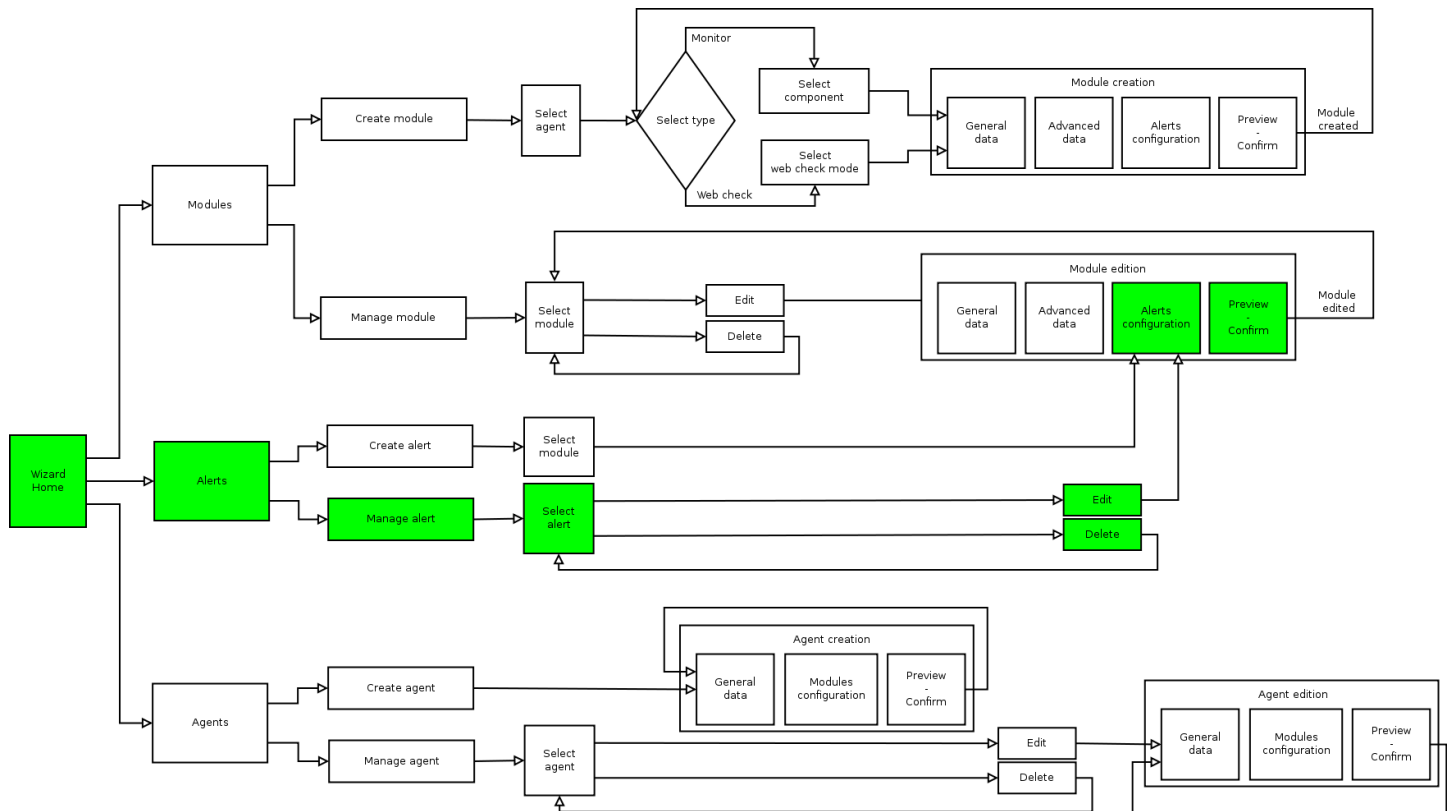 Monitor
Select
component
Module creation
Create module
Select
agent
Select type
General
data
Advanced
data
Alerts
configuration
Preview
-
Confirm
Module
created
Select
web check mode
Web check
Modules
Module edition
Manage module
Select
module
Edit
Delete
General
data
Advanced
data
Alerts
configuration
Preview
-
Confirm
Module
edited
Wizard
Home
Alerts
Create alert
Select
module
Manage alert
Select
alert
Edit
Delete
Agent creation
Agents
Create agent
General
data
Modules
configuration
Preview
-
Confirm
Manage agent
Select
agent
Edit
Delete
Agent edition
General
data
Modules
configuration
Preview
-
Confirm